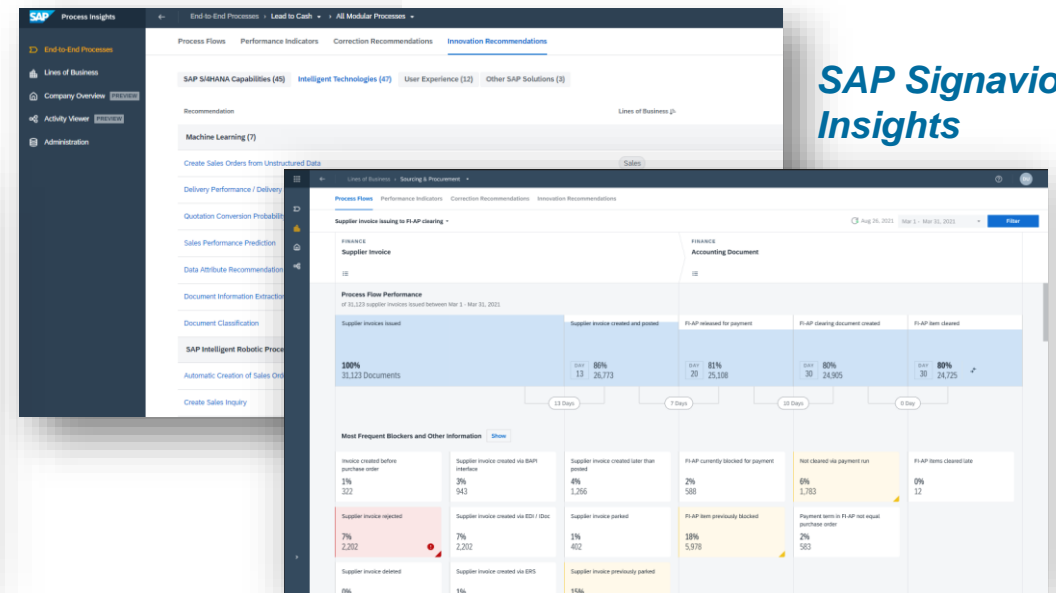 SAP Process Insights
End-to-End Processes > Lead to Cash > All Modular Processes
End-to-End Processes
Lines of Business
Company Overview PREVIEW
Activity Viewer PREVIEW
Administration
Process Flows Performance Indicators Correction Recommendations Innovation Recommendations
SAP S/4HANA Capabilities (45) Intelligent Technologies (47) User Experience (12) Other SAP Solutions (3)
Recommendation Lines of Business
Machine Learning (7)
Create Sales Orders from Unstructured Data Sales
Delivery Performance / Delivery
Quotation Conversion
Sales Performance Prediction
Data Attribute Recommendation
Document Information
Document Classification
SAP Intelligent Robotic
Automatic Creation of Sales
Create Sales Inquiry
SAP Signavio
Insights
Lines of Business > Sourcing & Procurement
Process Flows Performance Indicators Correction Recommendations Innovation Recommendations
Supplier invoice issuing to FI-AP clearing
Aug 26, 2021 Mar 1 - Mar 31, 2021 Filter
FINANCE
Supplier Invoice
FINANCE
Accounting Document
Process Flow Performance
of 31,123 supplier invoices issued between Mar 1 - Mar 31, 2021
Supplier invoices issued
100%
31,123 Documents
Supplier invoice created and posted
DAY 13 86%
26,773
FI-AP released for payment
DAY 20 81%
25,108
FI-AP clearing document created
DAY 30 80%
24,905
FI-AP item cleared
DAY 30 80%
24,725
13 Days 7 Days 10 Days 0 Day
Most Frequent Blockers and Other Information Show
Invoice created before
purchase order
1%
322
Supplier invoice created via BAPI
interface
3%
943
Supplier invoice created later than
posted
4%
1,266
FI-AP currently blocked for payment
2%
588
Not cleared via payment run
6%
1,783
FI-AP items cleared late
0%
12
Supplier invoice rejected
7%
2,202
Supplier invoice created via EDI / IDoc
7%
2,202
Supplier invoice parked
1%
402
FI-AP item previously blocked
18%
5,978
Payment term in FI-AP not equal
purchase order
2%
583
Supplier invoice deleted
0%
Supplier invoice created via ERS
1%
Supplier invoice previously parked
15%